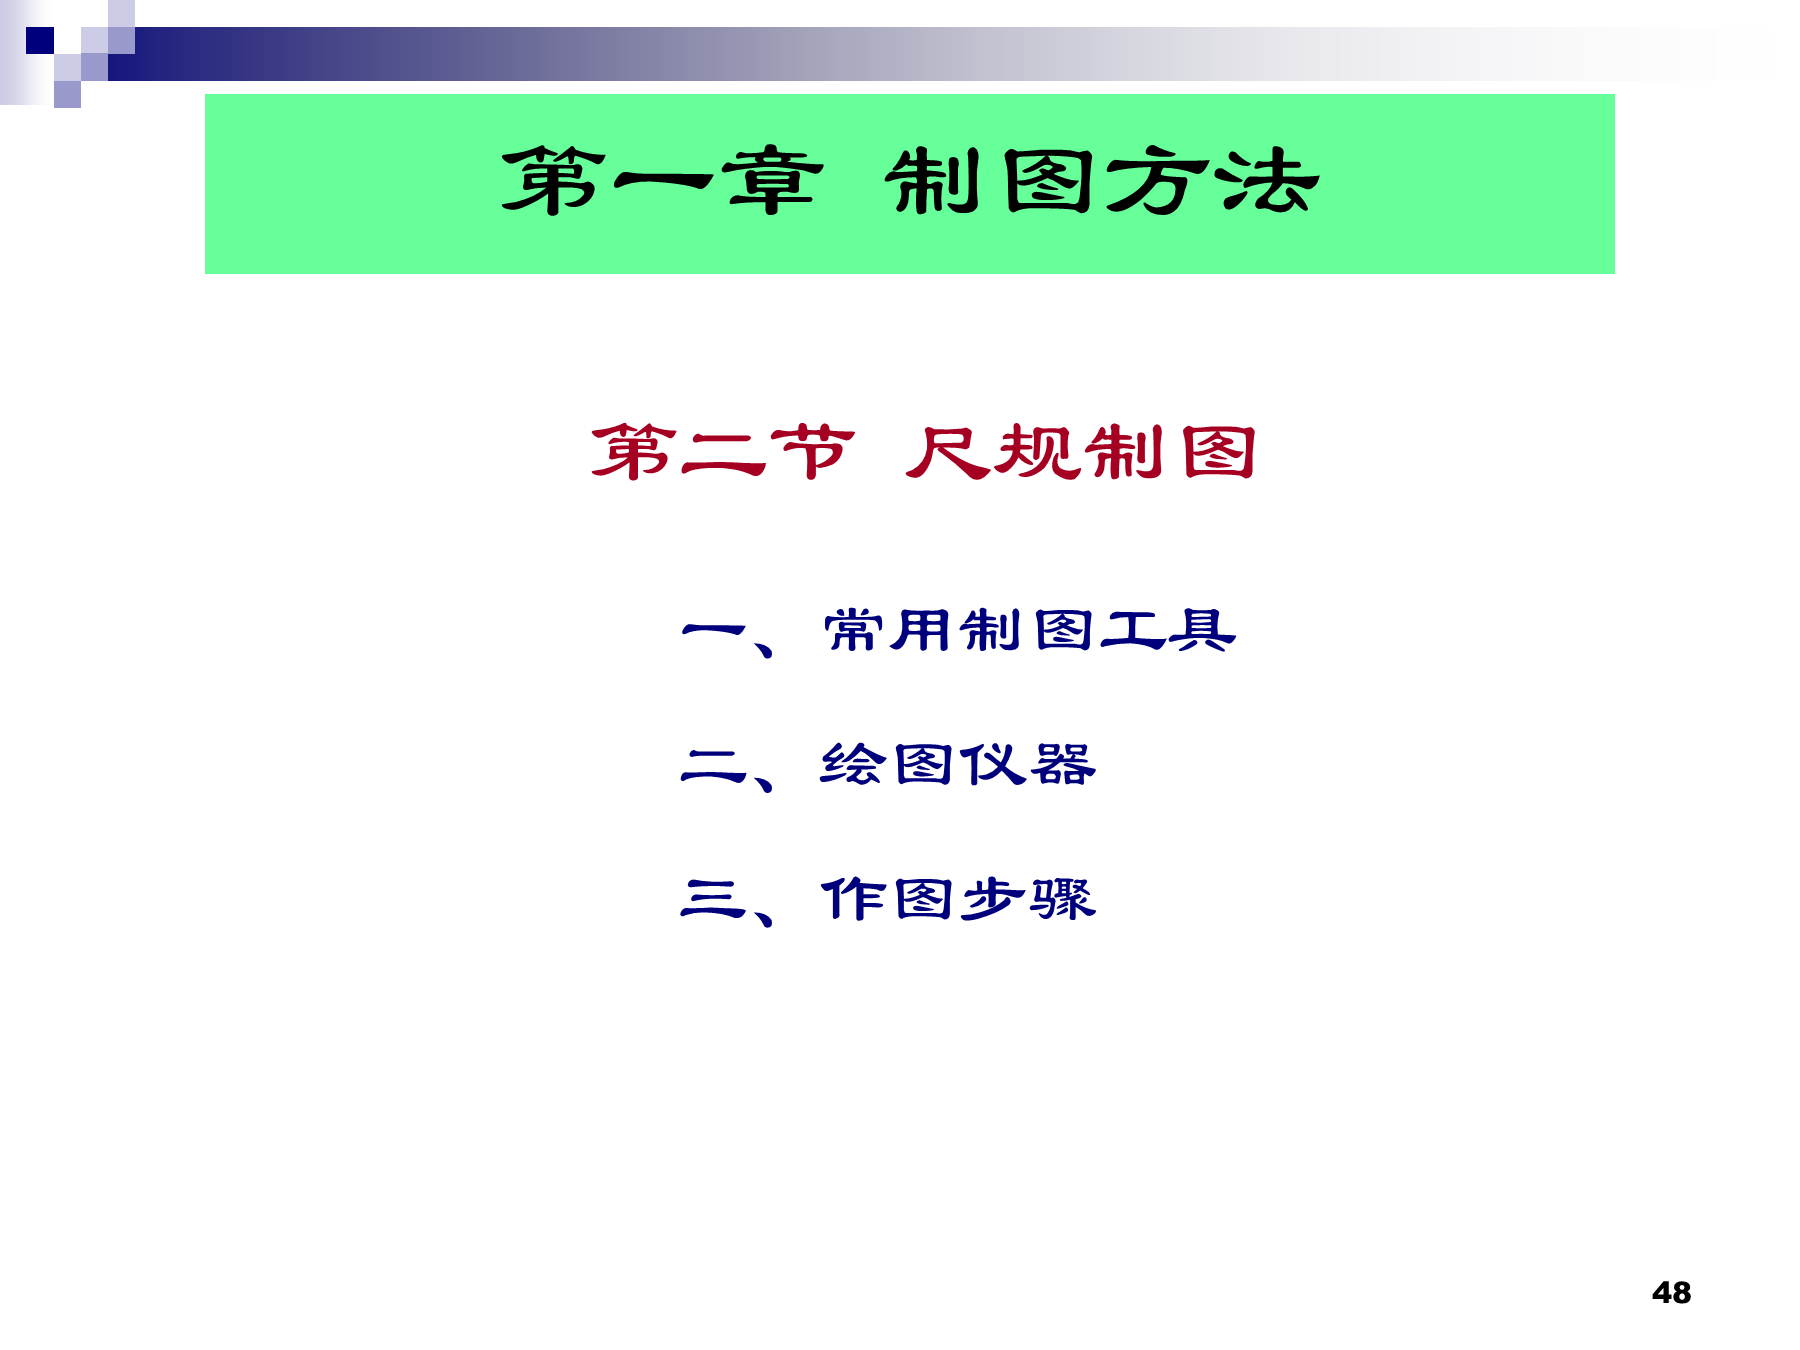 第一章 制图方法
第二节 尺规制图
一、常用制图工具
二、绘图仪器
三、作图步骤
48